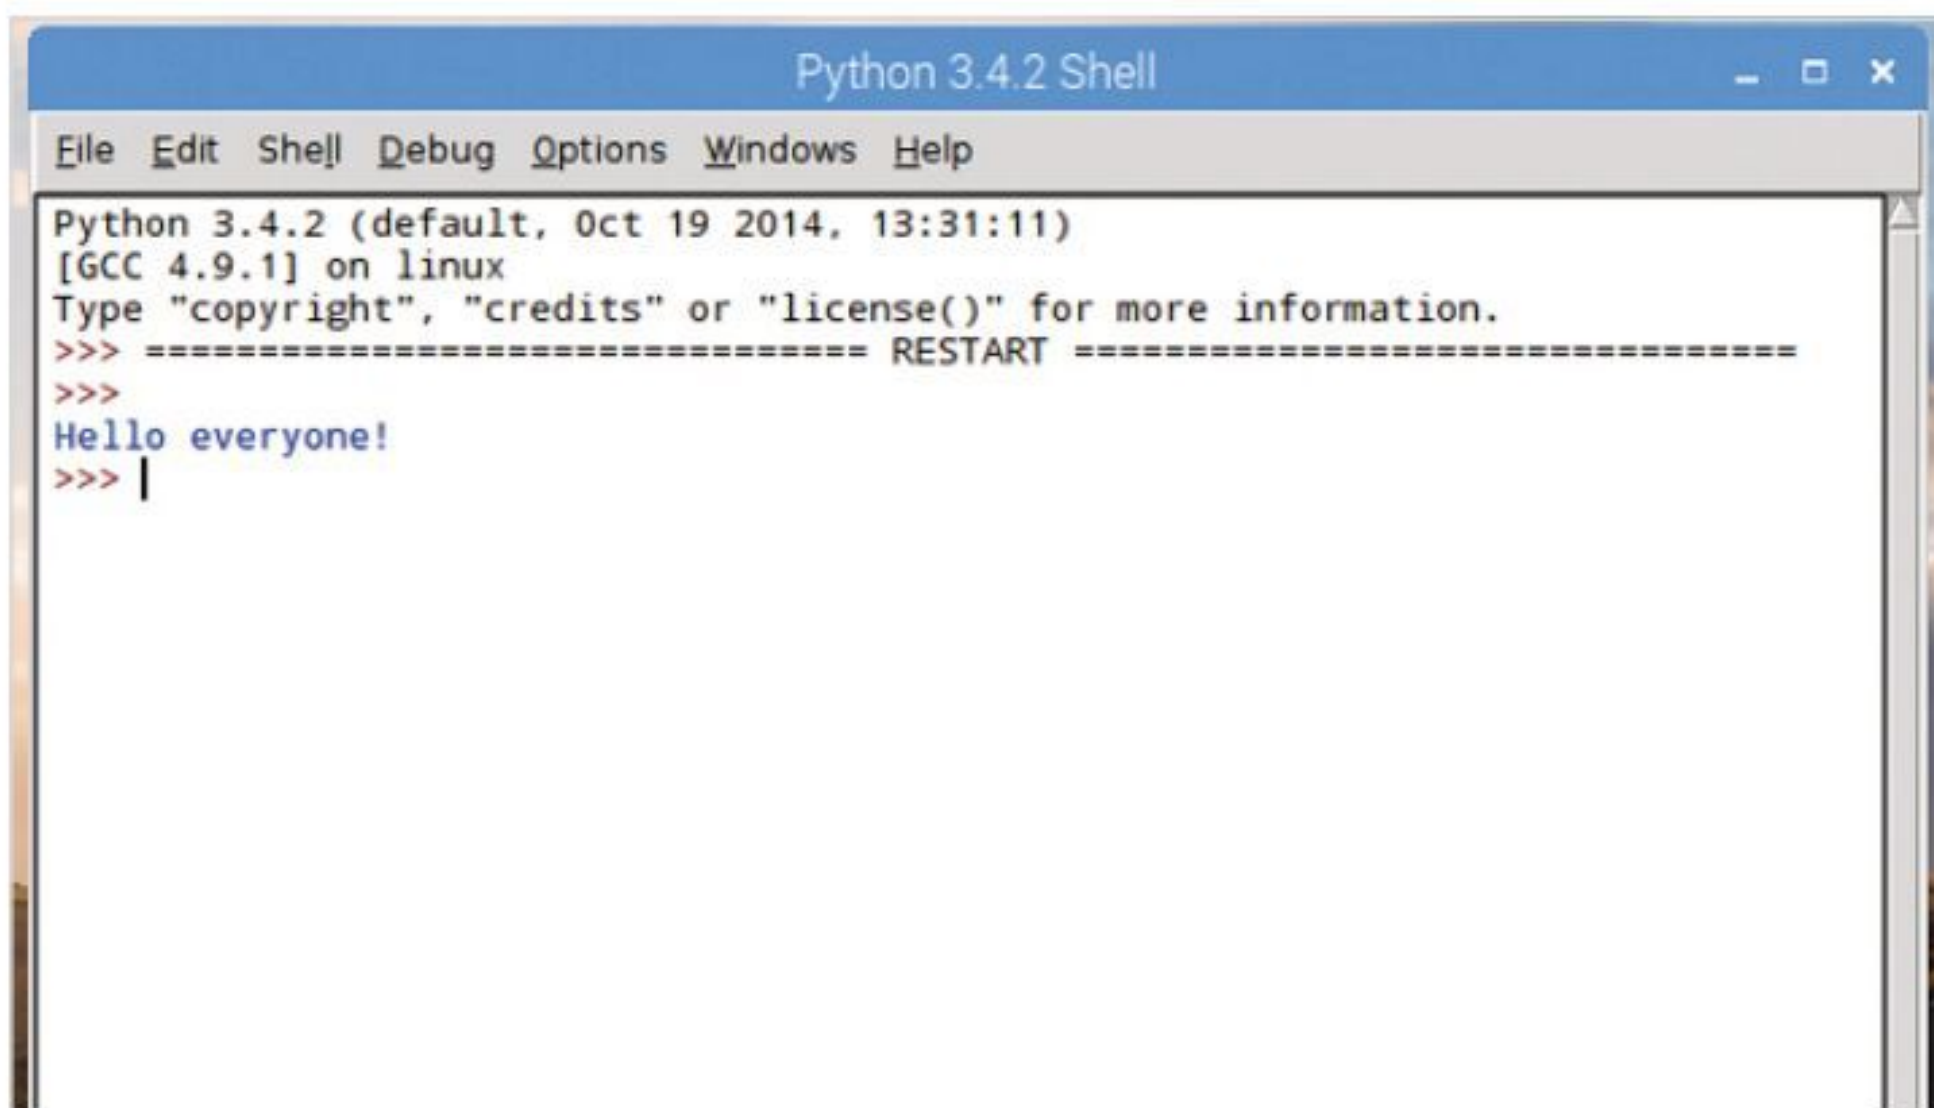 Python 3.4.2 Shell
File Edit Shell Debug Options Windows Help
Python 3.4.2 (default, Oct 19 2014, 13:31:11)
[GCC 4.9.1] on linux
Type "copyright", "credits" or "license()" for more information.
>>> ================================ RESTART ================================
>>>
Hello everyone!
>>>